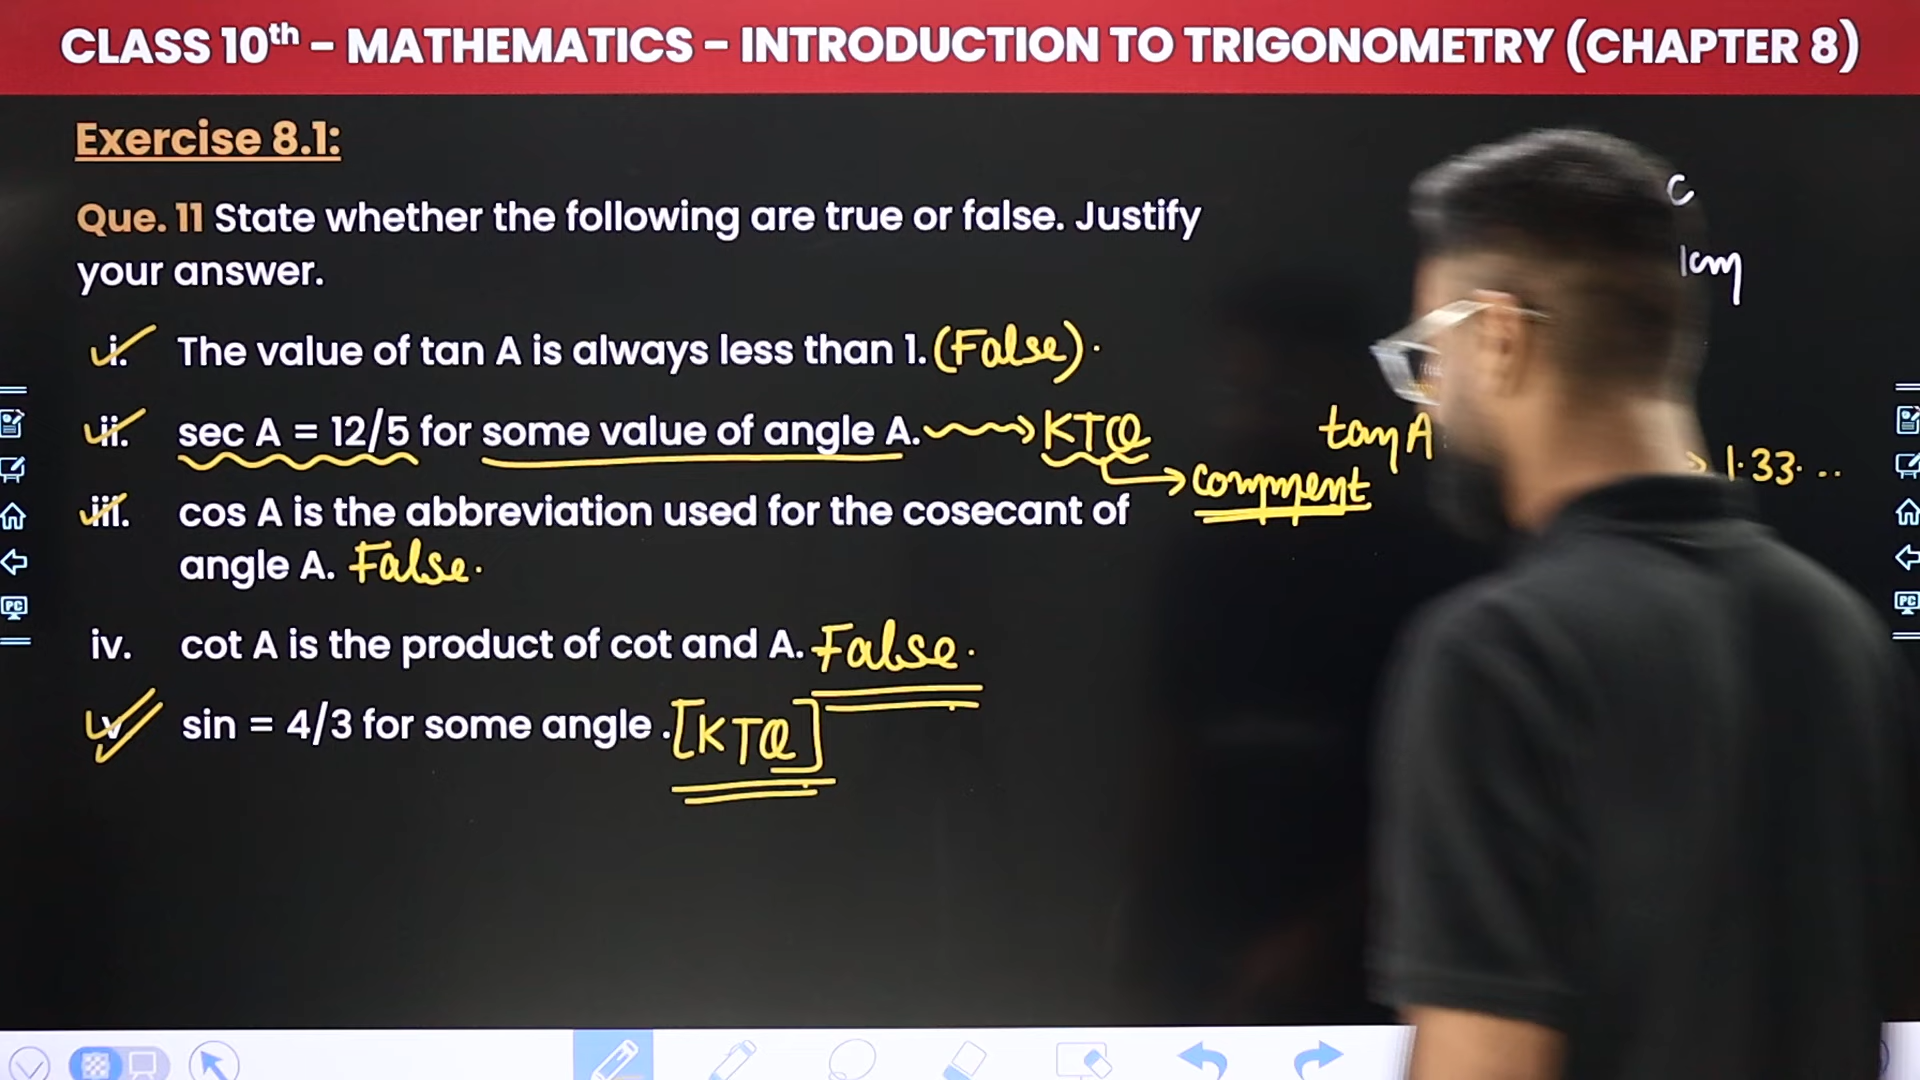 CLASS 10th - MATHEMATICS - INTRODUCTION TO TRIGONOMETRY (CHAPTER 8)
Exercise 8.1:
Que. 11 State whether the following are true or false. Justify
your answer.
i. The value of tan A is always less than 1. (False).
ii. sec A = 12/5 for some value of angle A. → KTQ
→ comment
iii. cos A is the abbreviation used for the cosecant of
angle A. False.
iv. cot A is the product of cot and A. False.
v sin = 4/3 for some angle . [KTQ]
C
1cm
tan A
1.33...
PC
PC